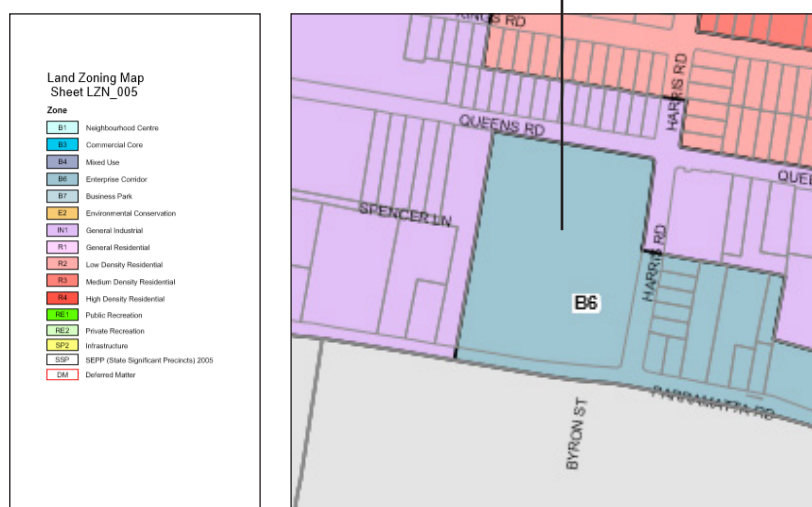 Land Zoning Map
Sheet LZN_005
Zone
B1 Neighbourhood Centre
B3 Commercial Core
B4 Mixed Use
B6 Enterprise Corridor
B7 Business Park
E2 Environmental Conservation
IN1 General Industrial
R1 General Residential
R2 Low Density Residential
R3 Medium Density Residential
R4 High Density Residential
RE1 Public Recreation
RE2 Private Recreation
SP2 Infrastructure
SSP SEPP (State Significant Precincts) 2005
DM Deferred Matter
KINGS RD
HARRIS RD
QUEENS RD
QUEE
SPENCER LN
HARRIS RD
B6
PARRAMATTA RD
BYRON ST